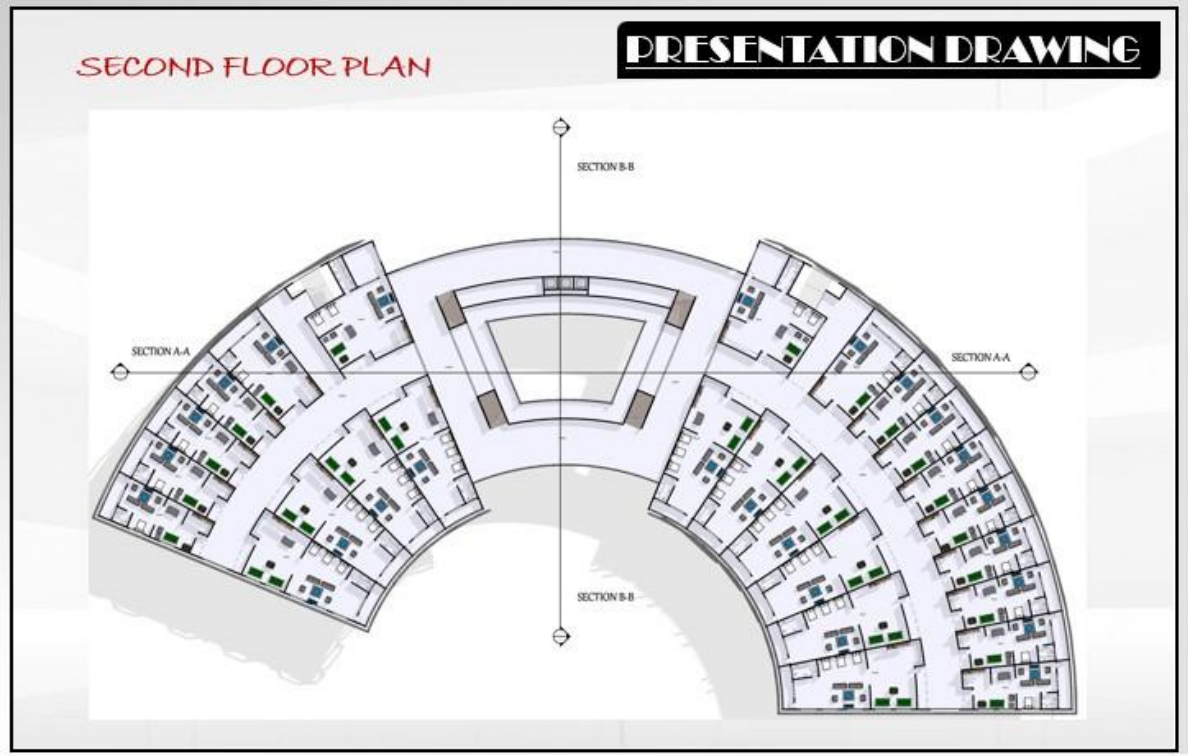 PRESENTATION DRAWING
SECOND FLOOR PLAN
SECTION B-B
SECTION A-A
SECTION A-A
SECTION B-B